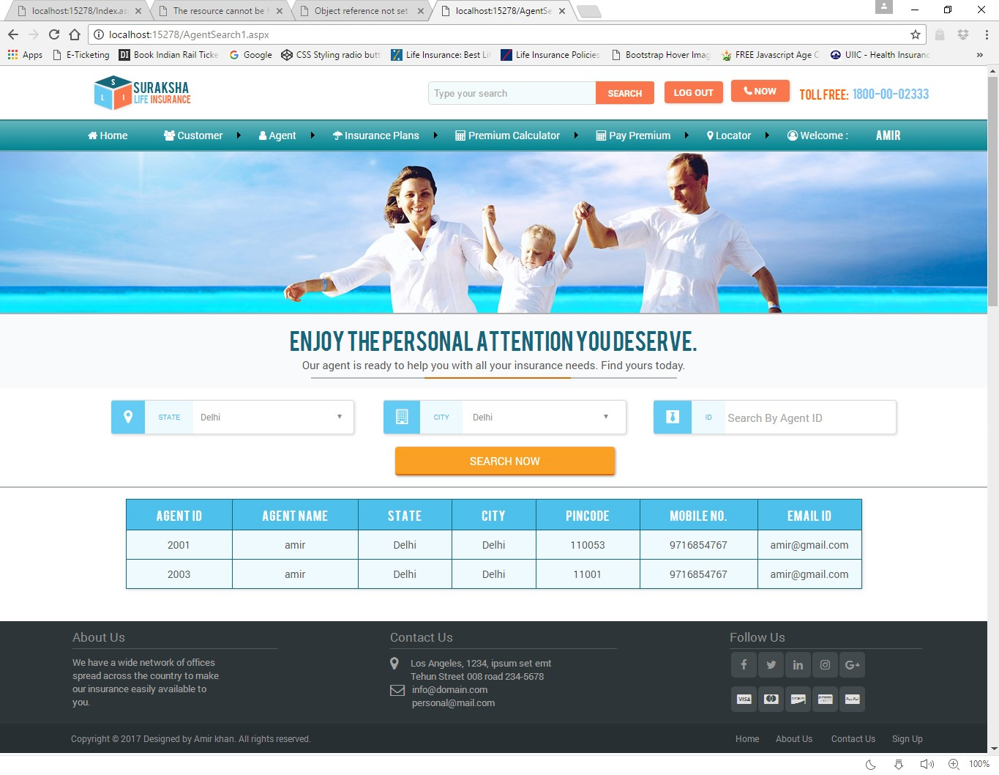 localhost:15278/Index.as
The resource cannot be f
Object reference not set
localhost:15278/AgentSe
localhost:15278/AgentSearch1.aspx
Apps
E-Ticketing
Book Indian Rail Ticke
Google
CSS Styling radio butt
Life Insurance: Best Lif
Life Insurance Policies
Bootstrap Hover Imag
FREE Javascript Age C
UIIC - Health Insuranc
»
S
L I
SURAKSHA
LIFE INSURANCE
Type your search
SEARCH
LOG OUT
NOW
TOLL FREE: 1800-00-02333
Home
Customer
Agent
Insurance Plans
Premium Calculator
Pay Premium
Locator
Welcome :
AMIR
ENJOY THE PERSONAL ATTENTION YOU DESERVE.
Our agent is ready to help you with all your insurance needs. Find yours today.
STATE Delhi
CITY Delhi
ID Search By Agent ID
SEARCH NOW
AGENT ID AGENT NAME STATE CITY PINCODE MOBILE NO. EMAIL ID
2001 amir Delhi Delhi 110053 9716854767 amir@gmail.com
2003 amir Delhi Delhi 11001 9716854767 amir@gmail.com
About Us
We have a wide network of offices
spread across the country to make
our insurance easily available to
you.
Contact Us
Los Angeles, 1234, ipsum set emt
Tehun Street 008 road 234-5678
info@domain.com
personal@mail.com
Follow Us
G+
VISA
PayPal
Copyright © 2017 Designed by Amir khan. All rights reserved.
Home
About Us
Contact Us
Sign Up
100%